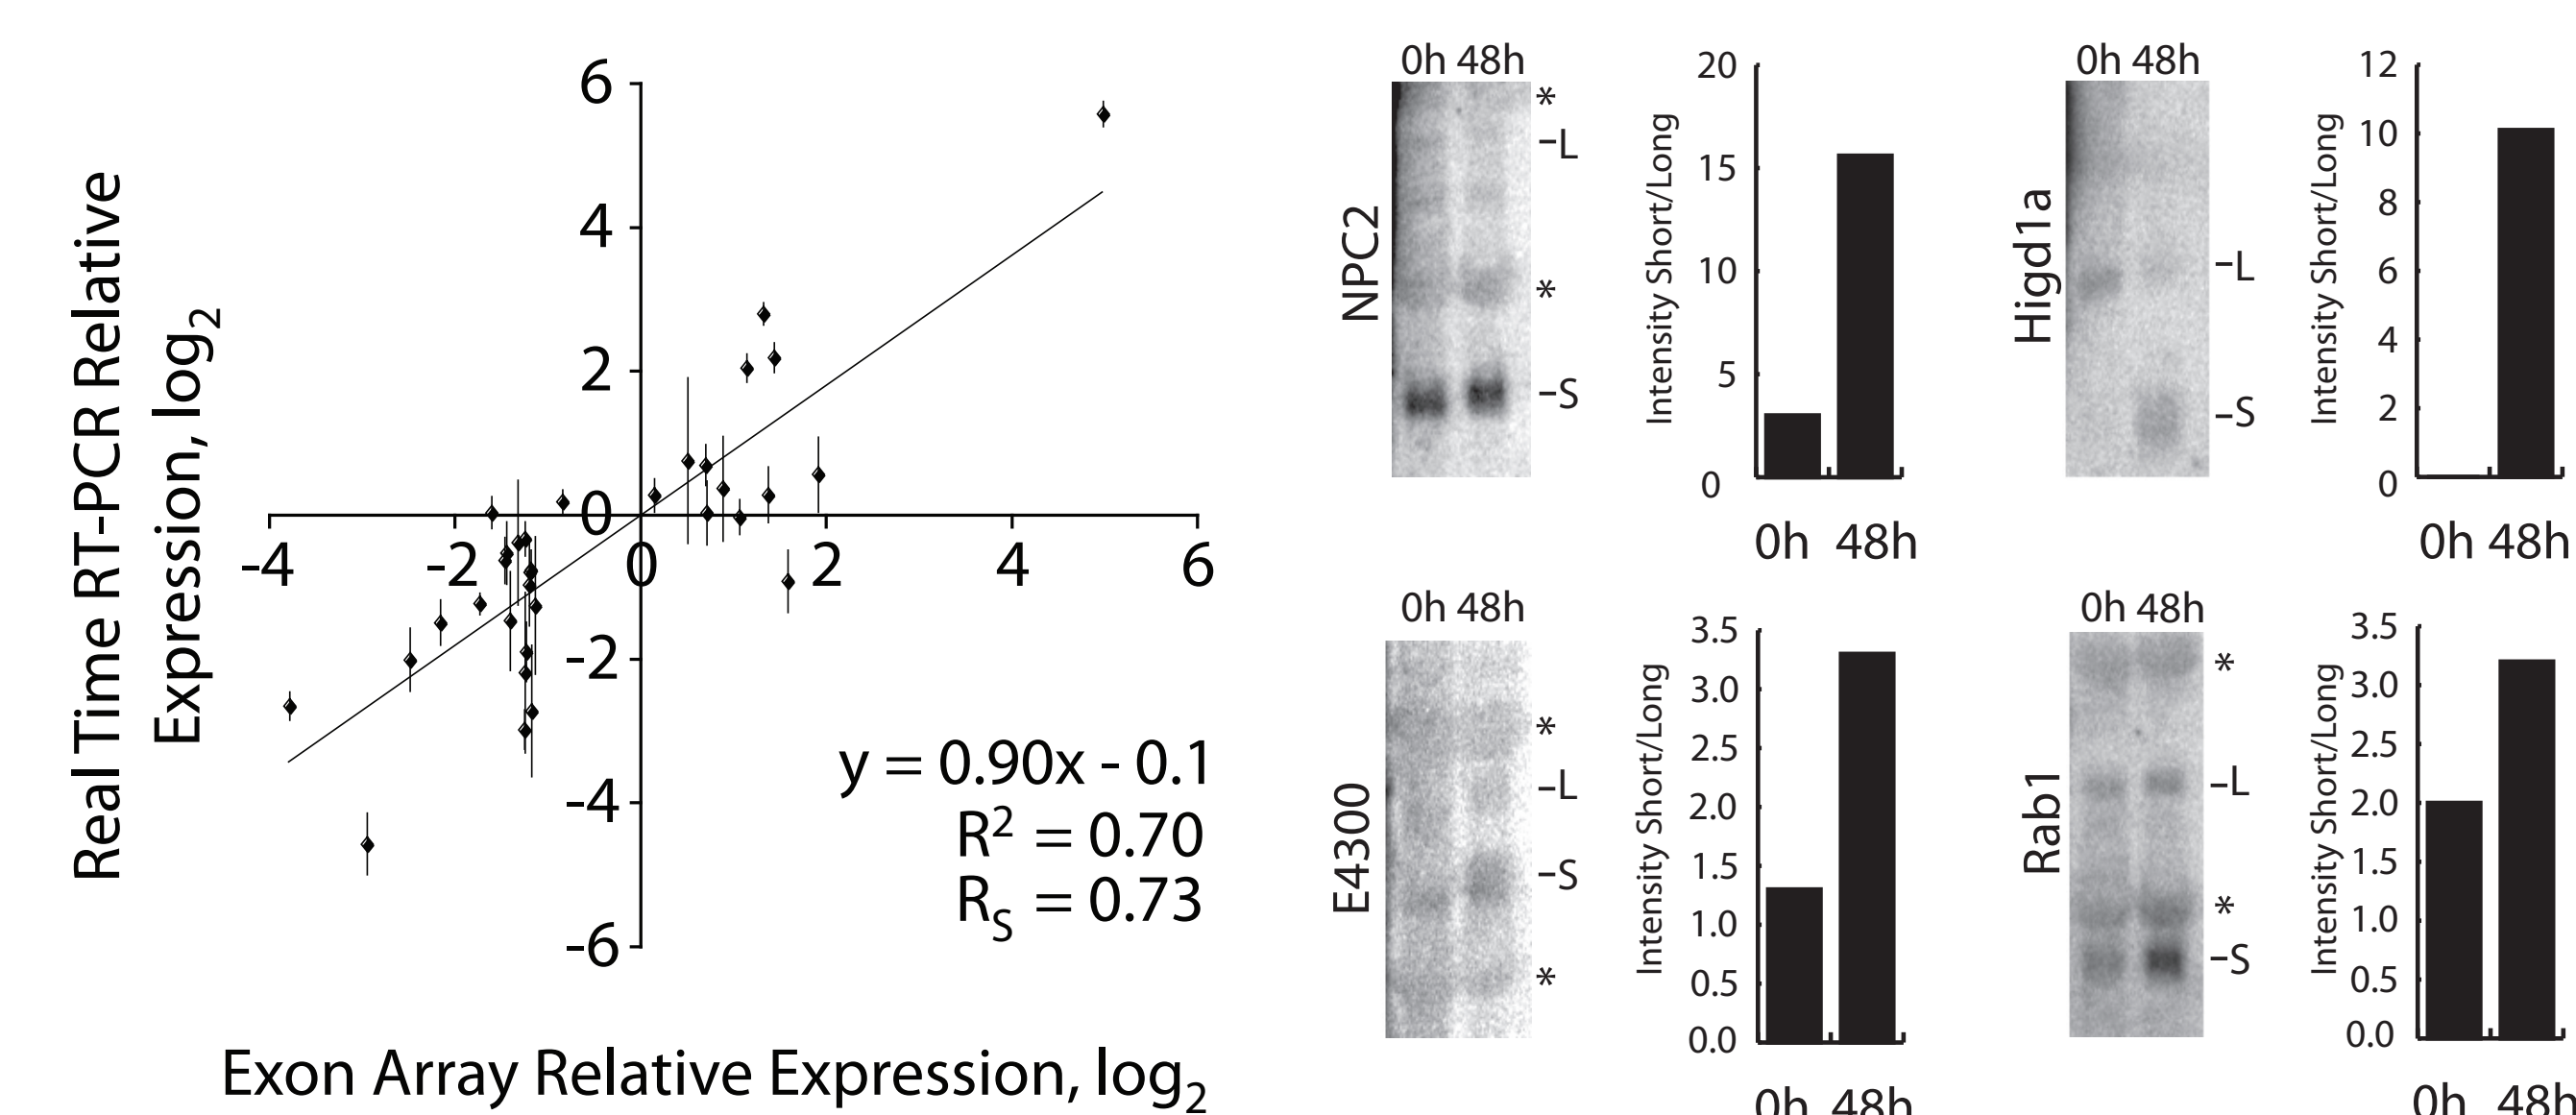 Real Time RT-PCR Relative
Expression, log2
6
4
2
0
-2
-4
-6
-4
-2
0
2
4
6
y = 0.90x - 0.1
R² = 0.70
RS = 0.73
Exon Array Relative Expression, log2
NPC2
0h 48h
*
–L
*
–S
Intensity Short/Long
20
15
10
5
0
0h 48h
Higd1a
0h 48h
–L
–S
Intensity Short/Long
12
10
8
6
4
2
0
0h 48h
E4300
0h 48h
*
–L
–S
*
Intensity Short/Long
3.5
3.0
2.5
2.0
1.5
1.0
0.5
0.0
0h 48h
Rab1
0h 48h
*
–L
*
–S
Intensity Short/Long
3.5
3.0
2.5
2.0
1.5
1.0
0.5
0.0
0h 48h